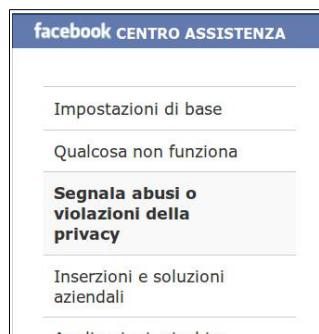 facebook CENTRO ASSISTENZA
Impostazioni di base
Qualcosa non funziona
Segnala abusi o
violazioni della
privacy
Inserzioni e soluzioni
aziendali